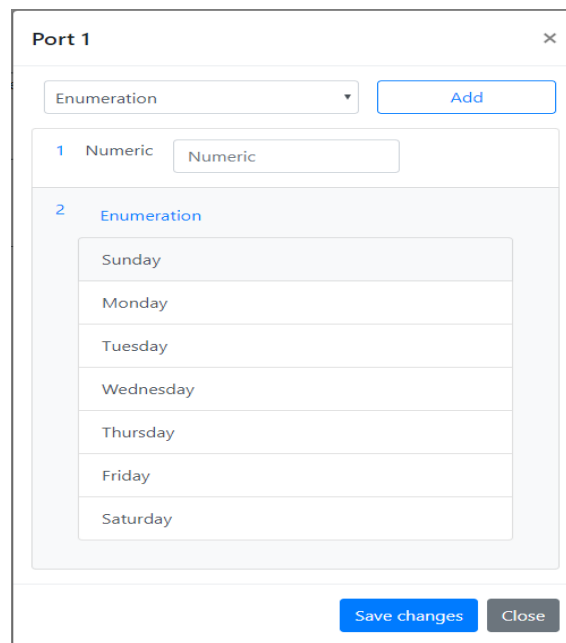 Port 1 ×
Enumeration Add
1 Numeric Numeric
2 Enumeration
Sunday
Monday
Tuesday
Wednesday
Thursday
Friday
Saturday
Save changes Close